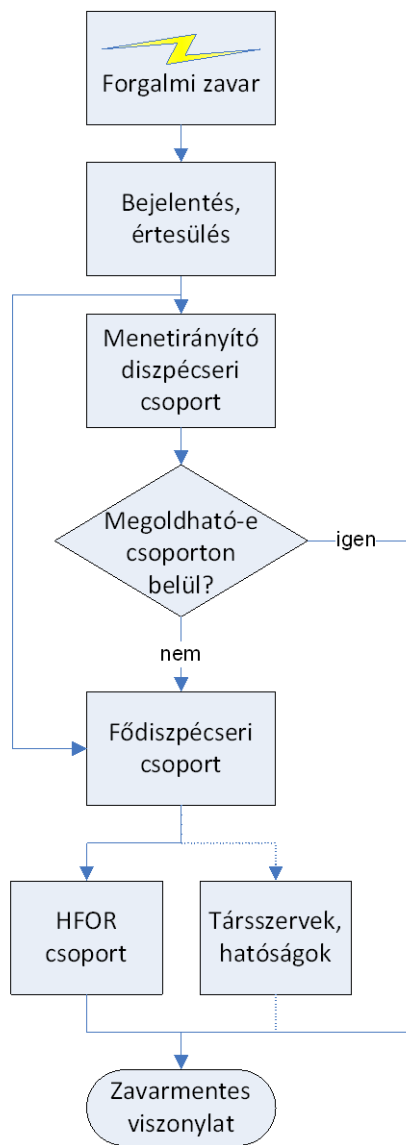 Forgalmi zavar
Bejelentés,
értesülés
Menetirányító
diszpécseri
csoport
Megoldható-e
csoporton
belül?
igen
nem
Fődiszpécseri
csoport
HFOR
csoport
Társszervek,
hatóságok
Zavarmentes
viszonylat